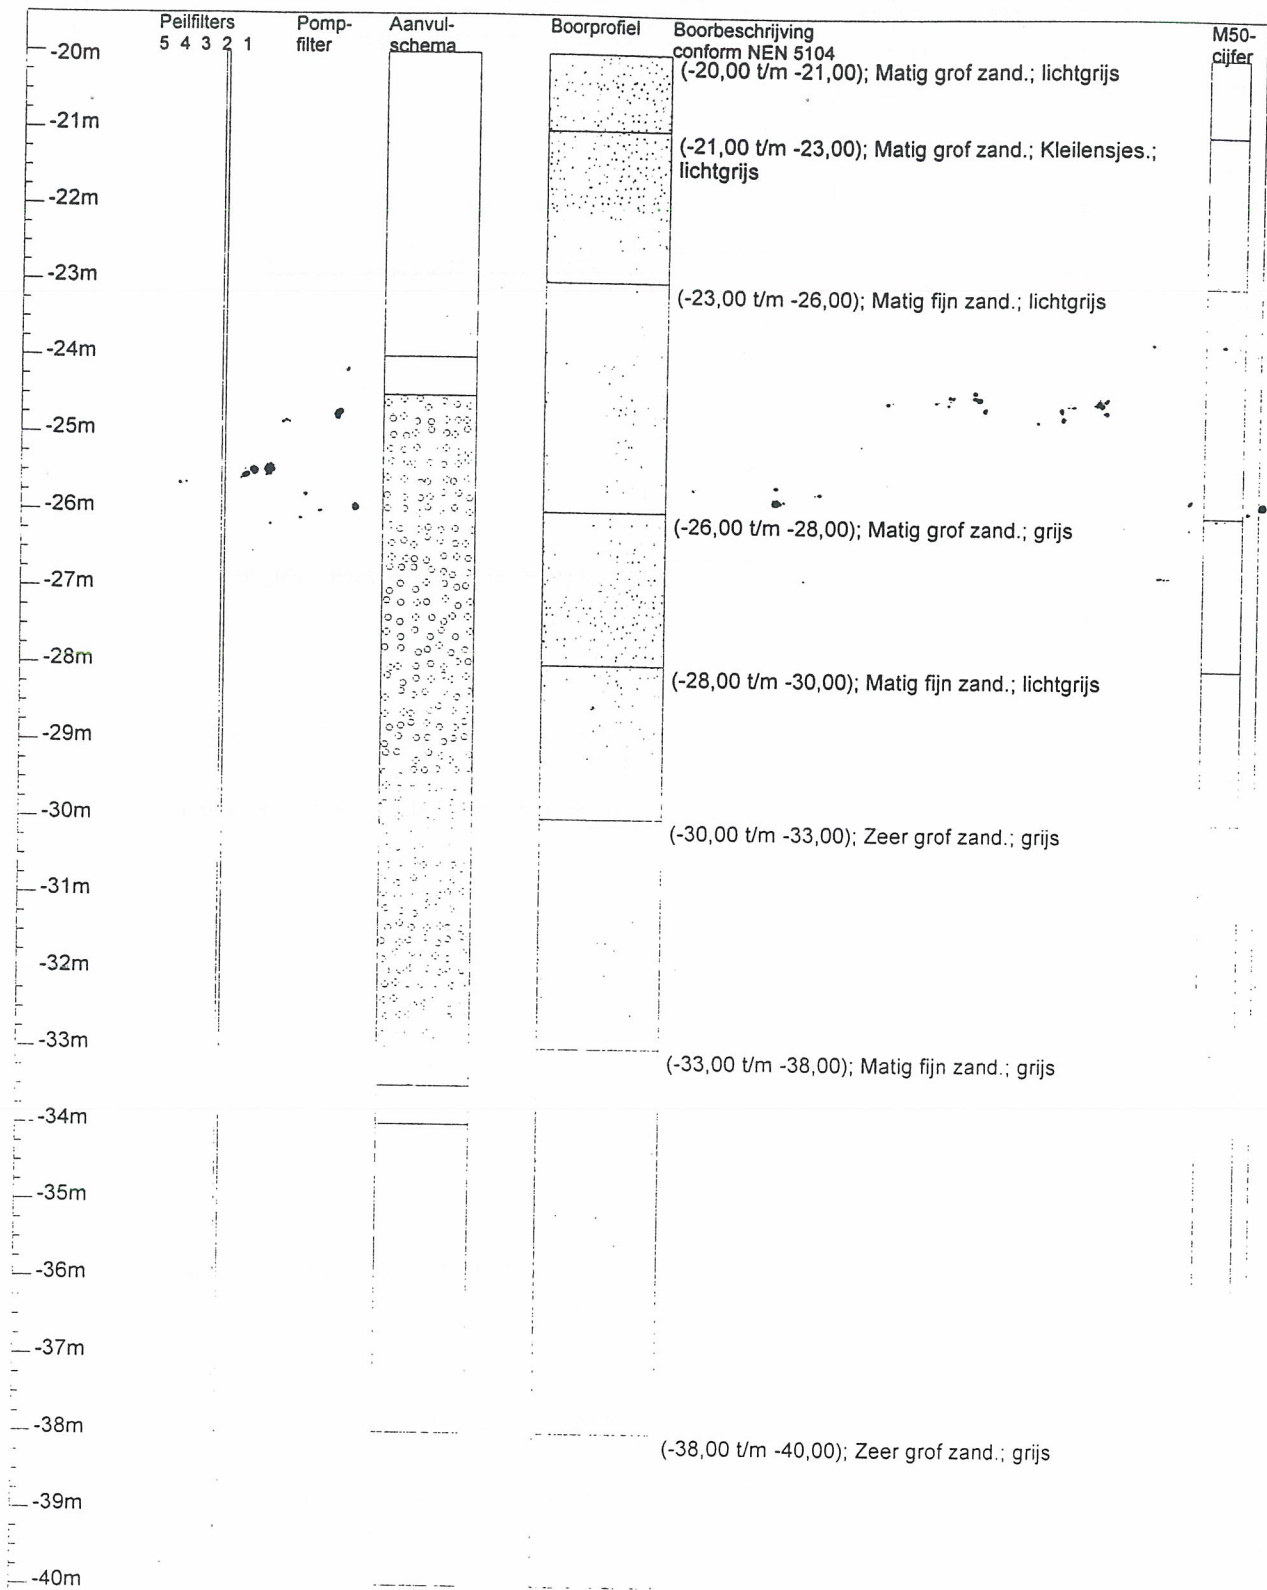 Peilfilters
5 4 3 2 1
Pomp-
filter
Aanvul-
schema
Boorprofiel
Boorbeschrijving
conform NEN 5104
M50-
cijfer
-20m
(-20,00 t/m -21,00); Matig grof zand.; lichtgrijs
-21m
(-21,00 t/m -23,00); Matig grof zand.; Kleilensjes.;
lichtgrijs
-22m
-23m
(-23,00 t/m -26,00); Matig fijn zand.; lichtgrijs
-24m
-25m
-26m
(-26,00 t/m -28,00); Matig grof zand.; grijs
-27m
-28m
(-28,00 t/m -30,00); Matig fijn zand.; lichtgrijs
-29m
-30m
(-30,00 t/m -33,00); Zeer grof zand.; grijs
-31m
-32m
-33m
(-33,00 t/m -38,00); Matig fijn zand.; grijs
-34m
-35m
-36m
-37m
-38m
(-38,00 t/m -40,00); Zeer grof zand.; grijs
-39m
-40m